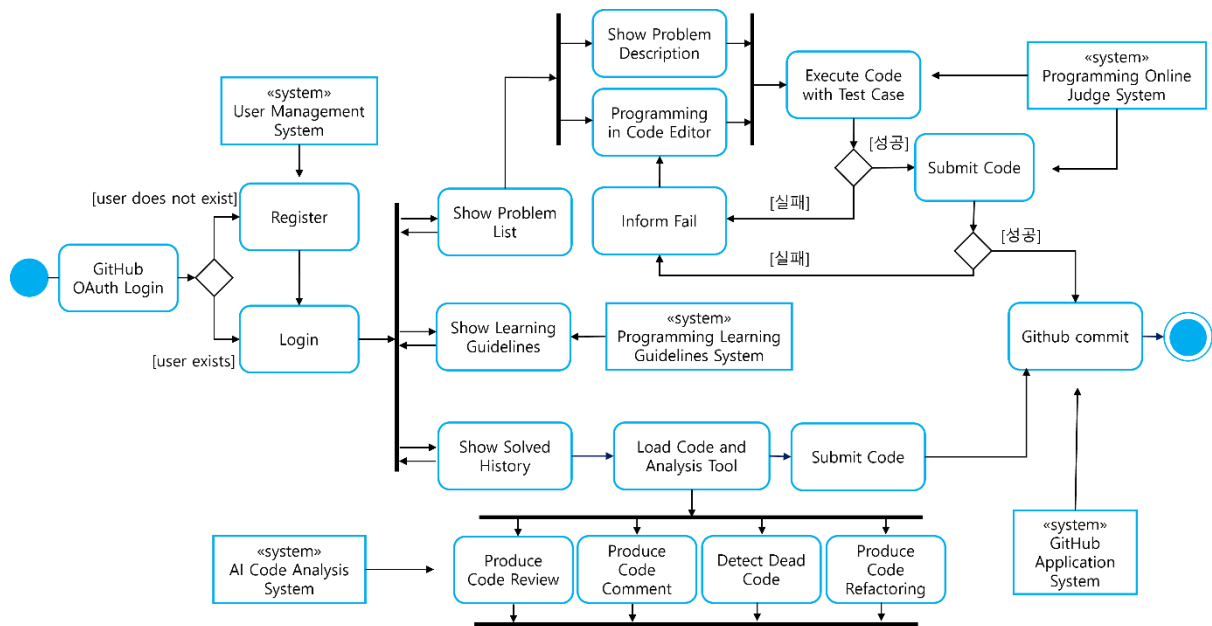 Show Problem
Description
Programming
in Code Editor
Execute Code
with Test Case
«system»
Programming Online
Judge System
«system»
User Management
System
[성공]
Submit Code
[user does not exist]
Register
Show Problem
List
Inform Fail
[실패]
[성공]
[실패]
GitHub
OAuth Login
Login
[user exists]
Show Learning
Guidelines
«system»
Programming Learning
Guidelines System
Github commit
Show Solved
History
Load Code and
Analysis Tool
Submit Code
«system»
GitHub
Application
System
«system»
AI Code Analysis
System
Produce
Code Review
Produce
Code
Comment
Detect Dead
Code
Produce
Code
Refactoring